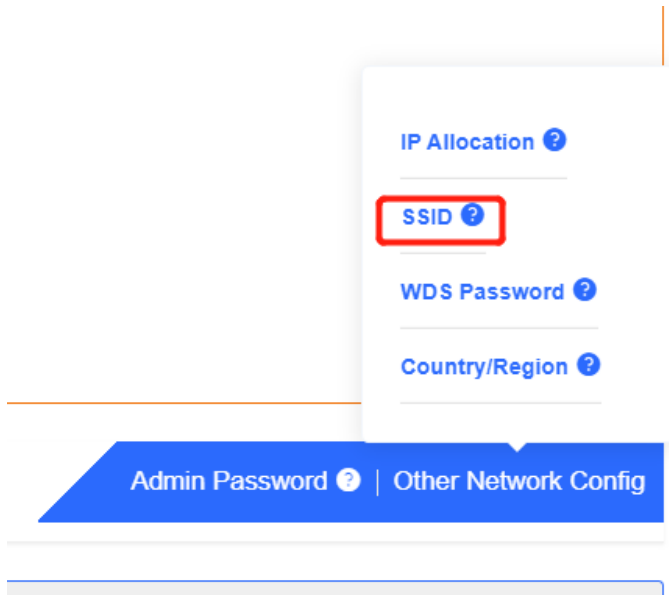 IP Allocation ?
SSID ?
WDS Password ?
Country/Region ?
Admin Password ? | Other Network Config